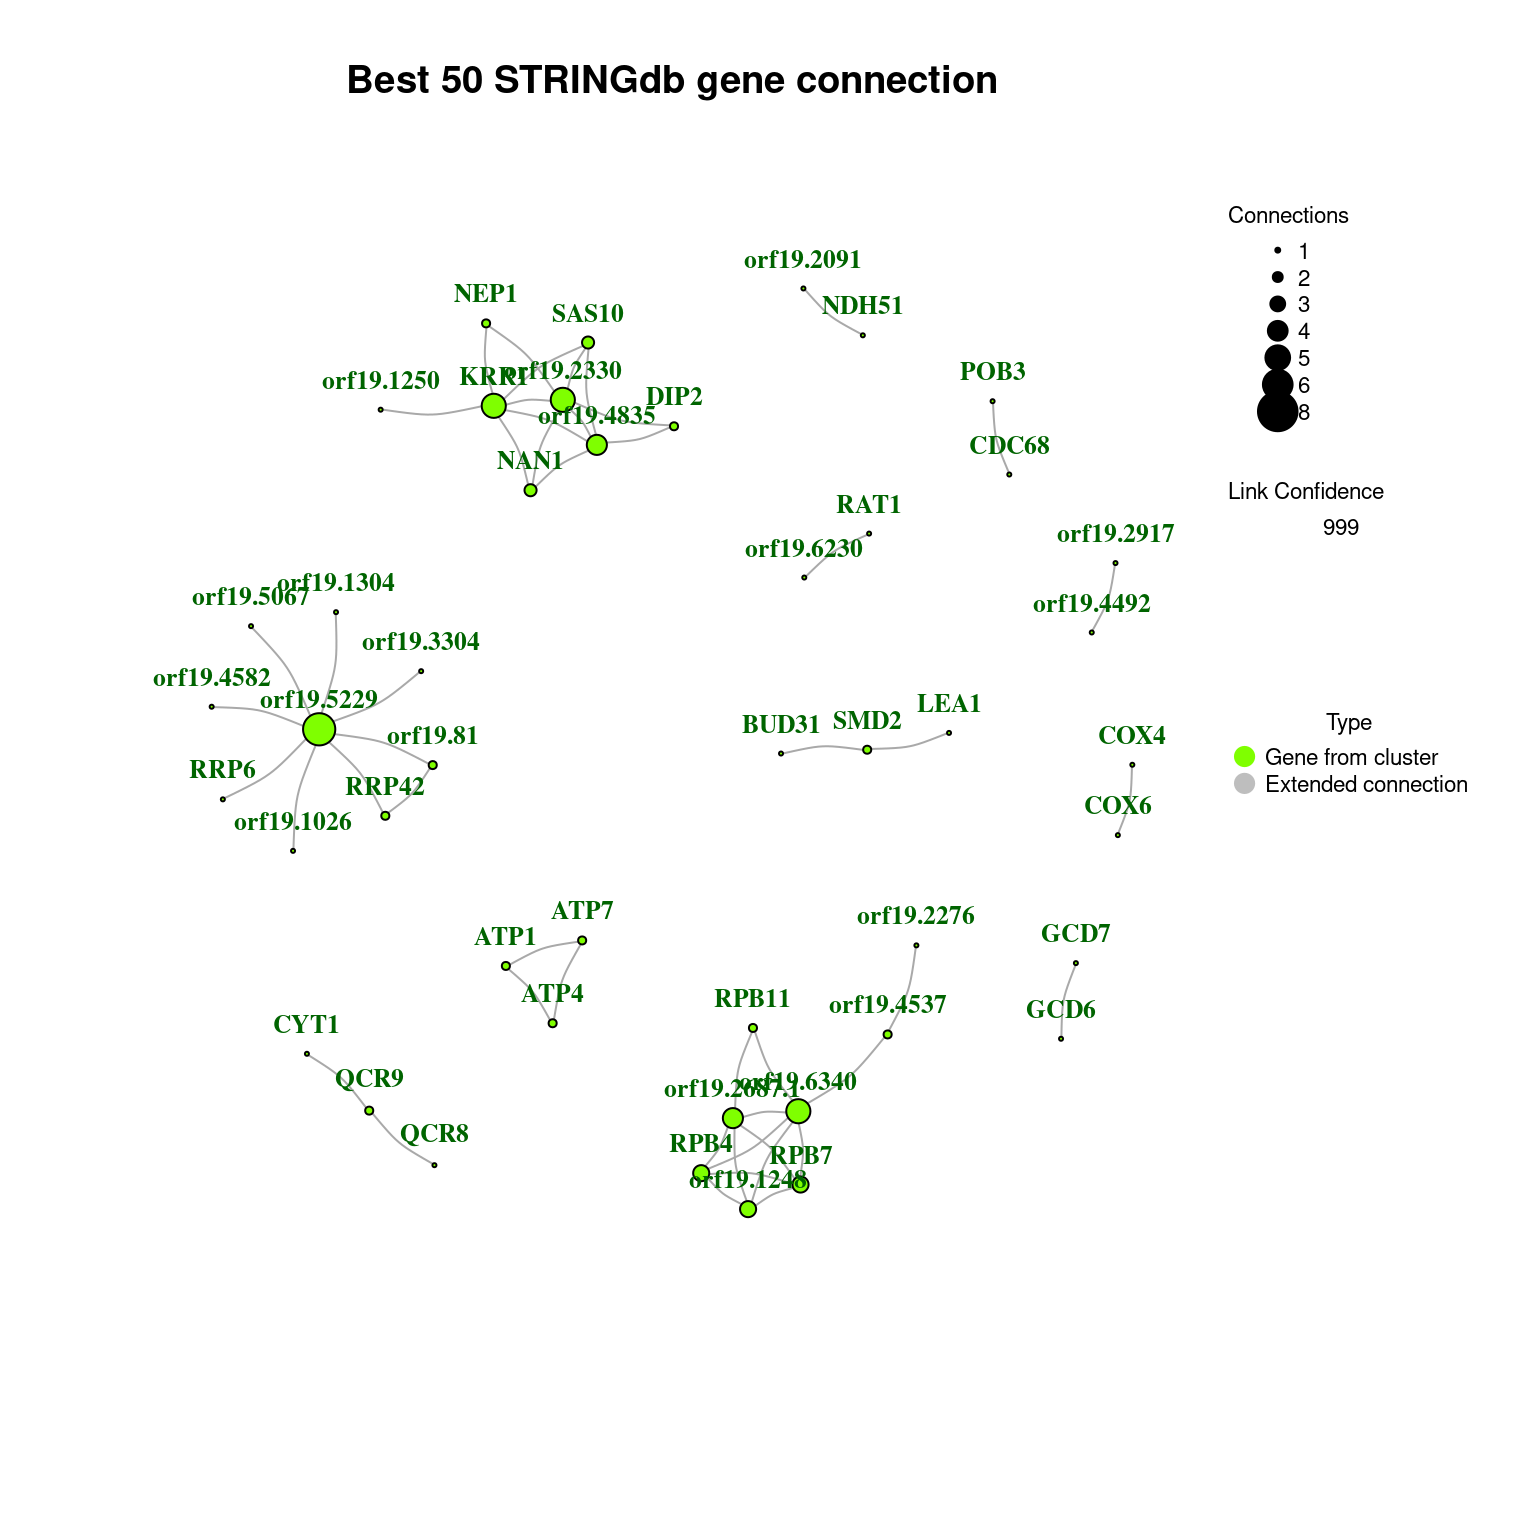 Best 50 STRINGdb gene connection
Connections
1
2
3
4
5
6
8
Link Confidence
999
Type
Gene from cluster
Extended connection
orf19.2091
NDH51
NEP1
SAS10
orf19.1250
KRR1
orf19.2330
DIP2
orf19.4835
NAN1
POB3
CDC68
RAT1
orf19.6230
orf19.2917
orf19.4492
orf19.1304
orf19.5067
orf19.3304
orf19.4582
orf19.5229
orf19.81
RRP6
RRP42
orf19.1026
BUD31
SMD2
LEA1
COX4
COX6
ATP7
ATP1
ATP4
orf19.2276
orf19.4537
GCD7
GCD6
CYT1
QCR9
QCR8
RPB11
orf19.2687.1
orf19.6340
RPB4
RPB7
orf19.1248